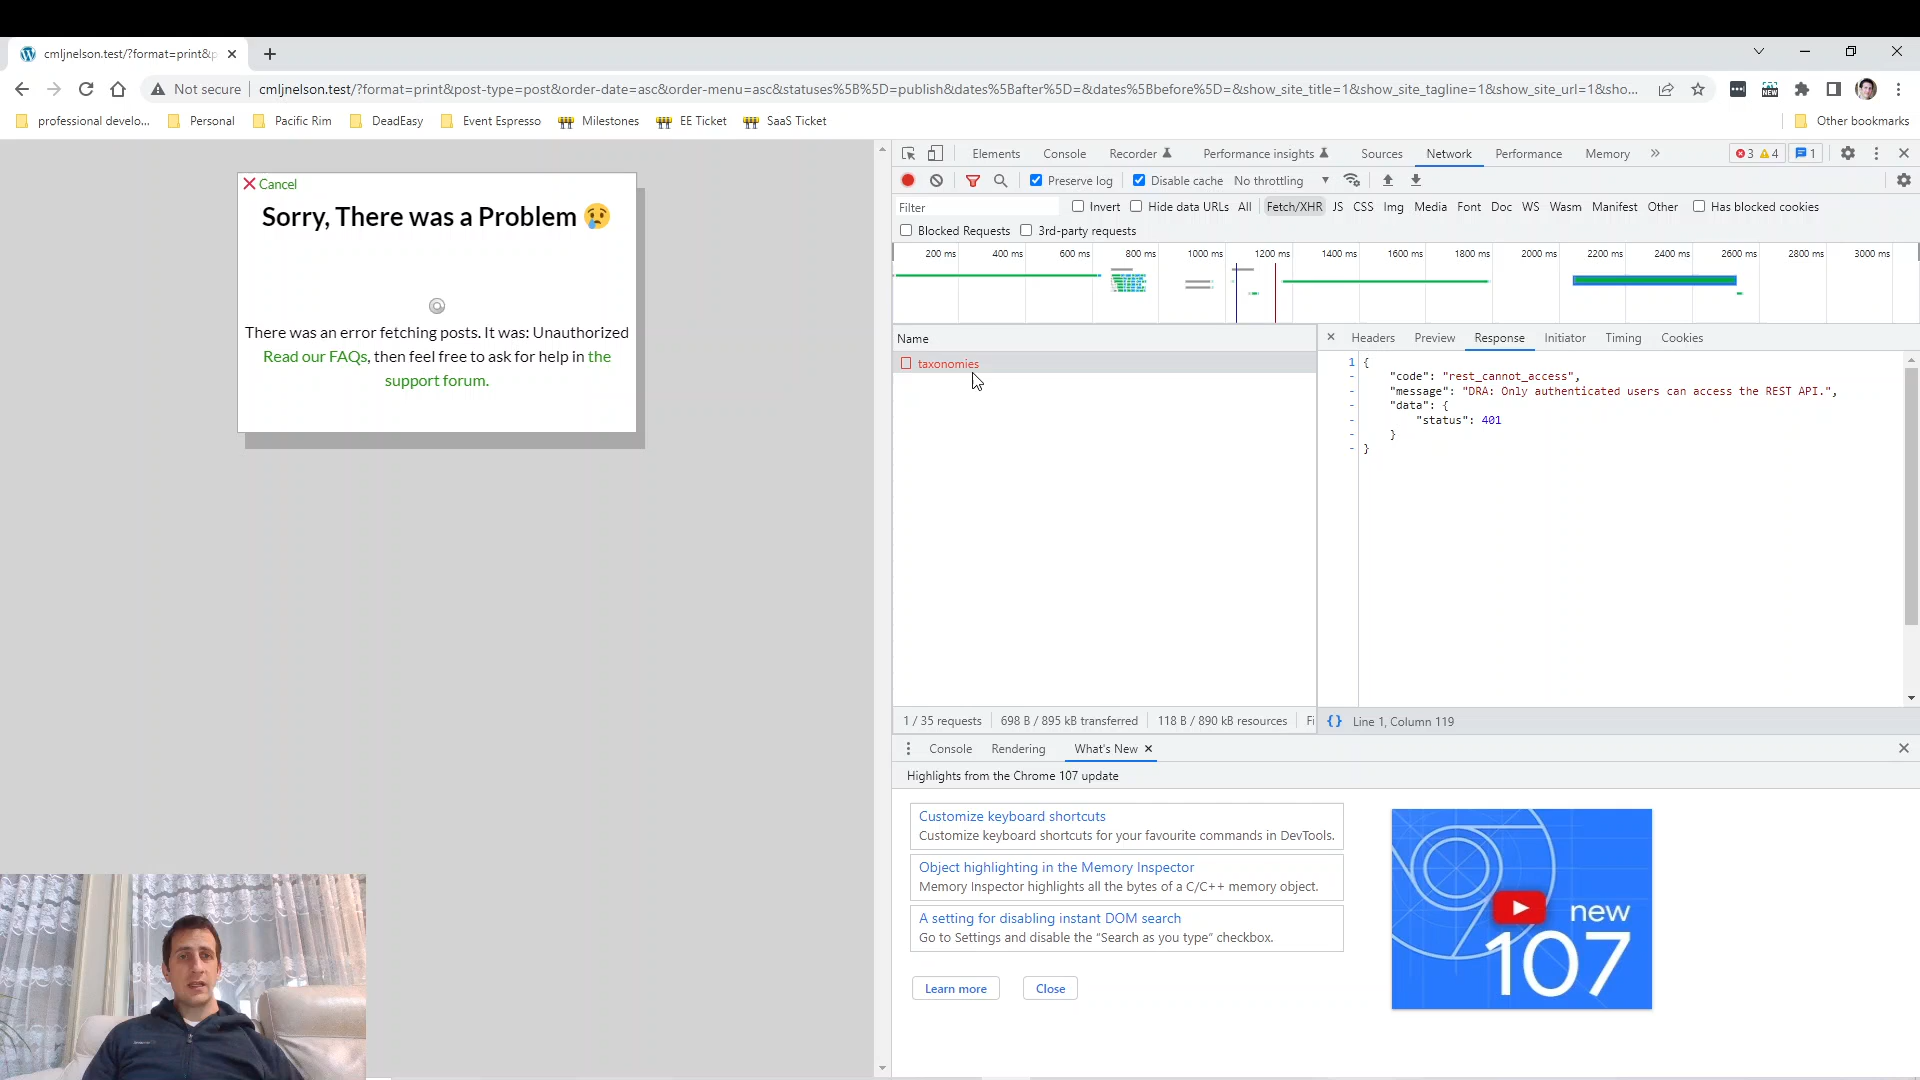 cmljnelson.test/?format=print&p
Not secure
cmljnelson.test/?format=print&post-type=post&order-date=asc&order-menu=asc&statuses%5B%5D=publish&dates%5Bafter%5D=&dates%5Bbefore%5D=&show_site_title=1&show_site_tagline=1&show_site_url=1&sho...
NEW
professional develo... Personal Pacific Rim DeadEasy Event Espresso Milestones EE Ticket SaaS Ticket Other bookmarks
Cancel
Sorry, There was a Problem 😢
There was an error fetching posts. It was: Unauthorized
Read our FAQs, then feel free to ask for help in the
support forum.
Elements Console Recorder Performance insights Sources Network Performance Memory » 3 4 1
Preserve log Disable cache No throttling
Filter Invert Hide data URLs All Fetch/XHR JS CSS Img Media Font Doc WS Wasm Manifest Other Has blocked cookies
Blocked Requests 3rd-party requests
200 ms 400 ms 600 ms 800 ms 1000 ms 1200 ms 1400 ms 1600 ms 1800 ms 2000 ms 2200 ms 2400 ms 2600 ms 2800 ms 3000 ms
Name
taxonomies
Headers Preview Response Initiator Timing Cookies
1 {
- "code": "rest_cannot_access",
- "message": "DRA: Only authenticated users can access the REST API.",
- "data": {
- "status": 401
- }
- }
1 / 35 requests 698 B / 895 kB transferred 118 B / 890 kB resources Fi
{} Line 1, Column 119
Console Rendering What's New
Highlights from the Chrome 107 update
Customize keyboard shortcuts
Customize keyboard shortcuts for your favourite commands in DevTools.
Object highlighting in the Memory Inspector
Memory Inspector highlights all the bytes of a C/C++ memory object.
A setting for disabling instant DOM search
Go to Settings and disable the "Search as you type" checkbox.
Learn more Close
new
107